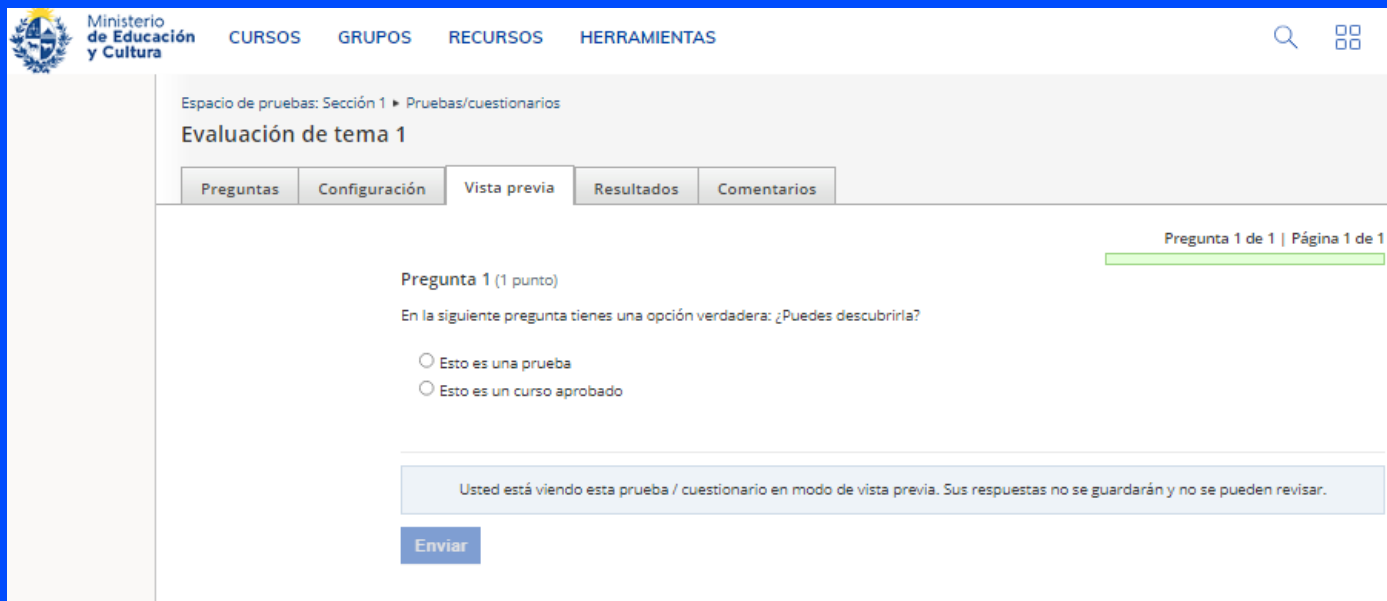 Ministerio
de Educación
y Cultura
CURSOS GRUPOS RECURSOS HERRAMIENTAS
Espacio de pruebas: Sección 1 ▸ Pruebas/cuestionarios
Evaluación de tema 1
Preguntas Configuración Vista previa Resultados Comentarios
Pregunta 1 de 1 | Página 1 de 1
Pregunta 1 (1 punto)
En la siguiente pregunta tienes una opción verdadera: ¿Puedes descubrirla?
Esto es una prueba
Esto es un curso aprobado
Usted está viendo esta prueba / cuestionario en modo de vista previa. Sus respuestas no se guardarán y no se pueden revisar.
Enviar